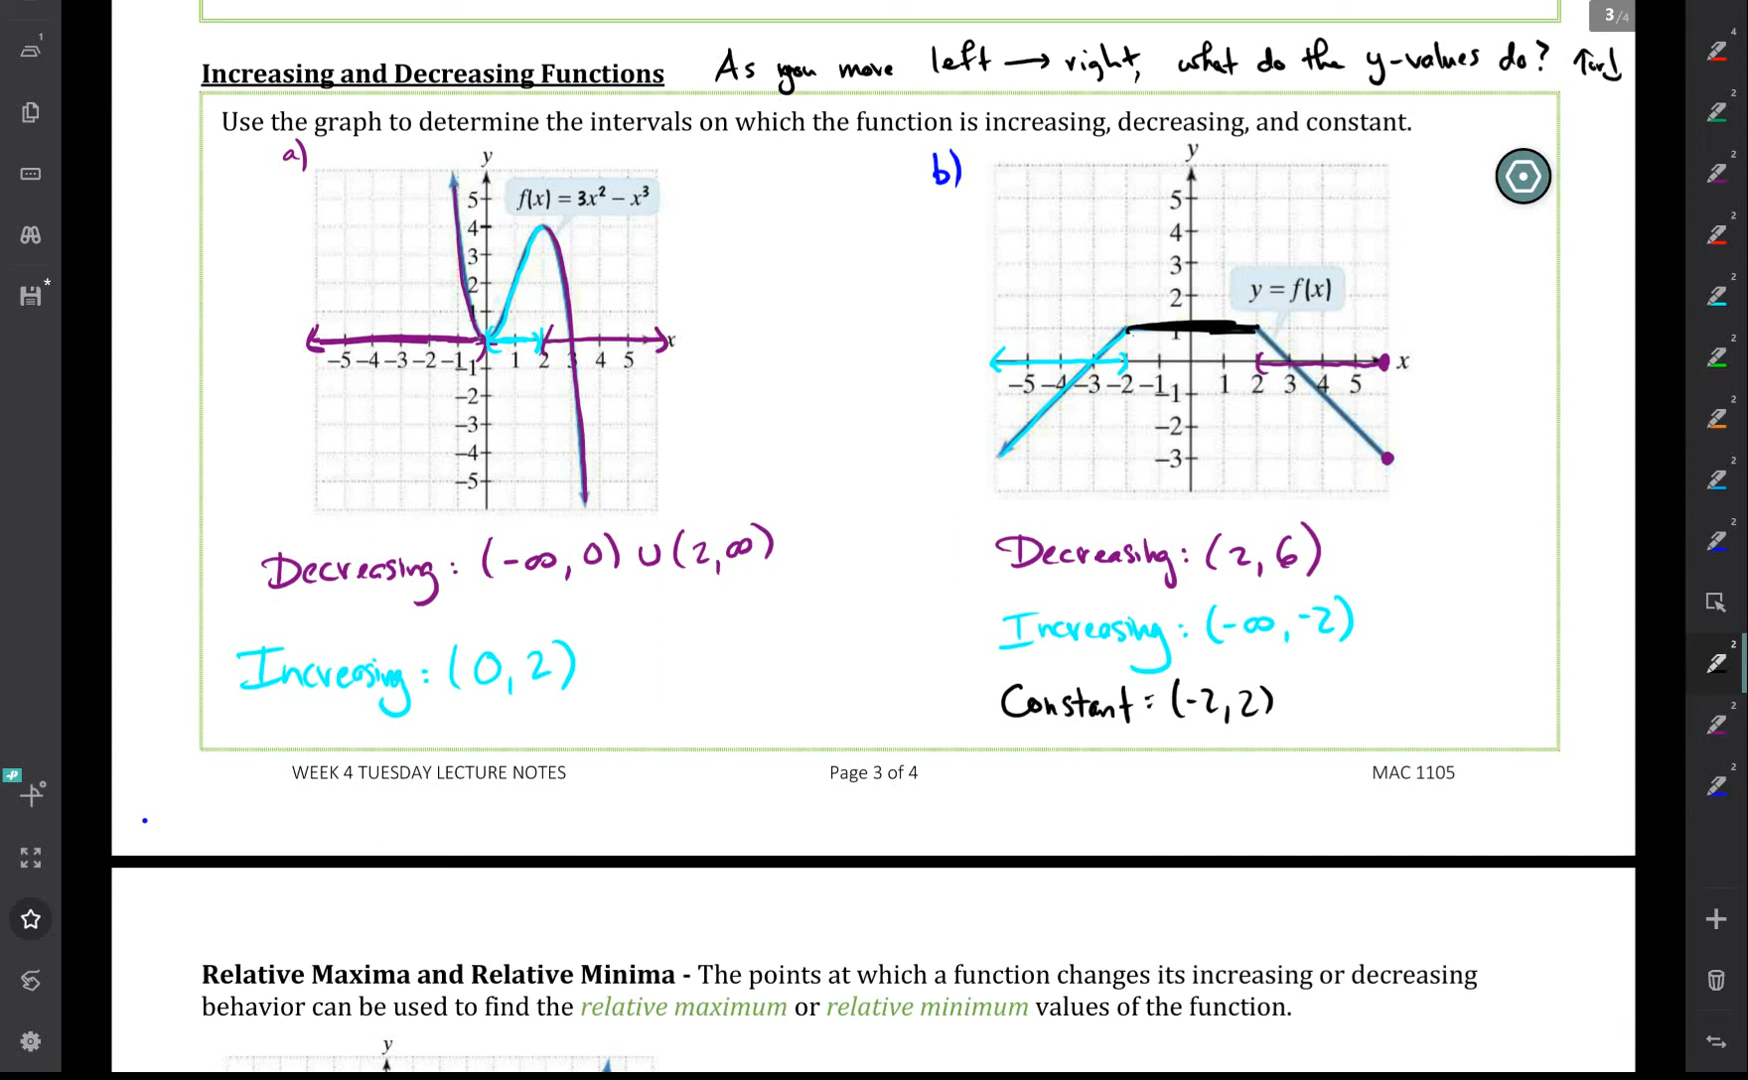 3/4
Increasing and Decreasing Functions As you move left → right, what do the y-values do?
Use the graph to determine the intervals on which the function is increasing, decreasing, and constant.
a)
y
f(x) = 3x² − x³
5
4
3
2
1
−5 −4 −3 −2 −1 1 2 3 4 5 x
−1
−2
−3
−4
−5
b)
y
5
4
3
2
1
y = f(x)
−5 −4 −3 −2 −1 1 2 3 4 5 x
−1
−2
−3
Decreasing: (-∞, 0) ∪ (2, ∞)
Increasing: (0, 2)
Decreasing: (2, 6)
Increasing: (-∞, -2)
Constant: (-2, 2)
WEEK 4 TUESDAY LECTURE NOTES Page 3 of 4 MAC 1105
Relative Maxima and Relative Minima - The points at which a function changes its increasing or decreasing
behavior can be used to find the relative maximum or relative minimum values of the function.
y